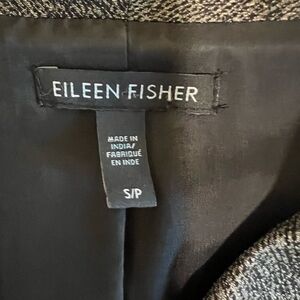 EILEEN FISHER
MADE IN
INDIA/
FABRIQUÉ
EN INDE
S/P